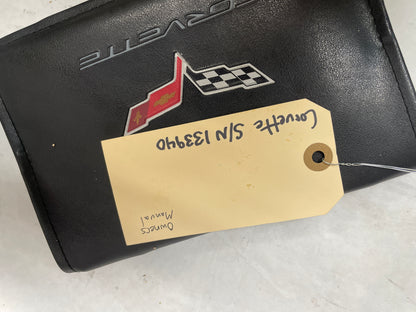 CORVETTE
Corvette S/N 133940
Owners
Manual